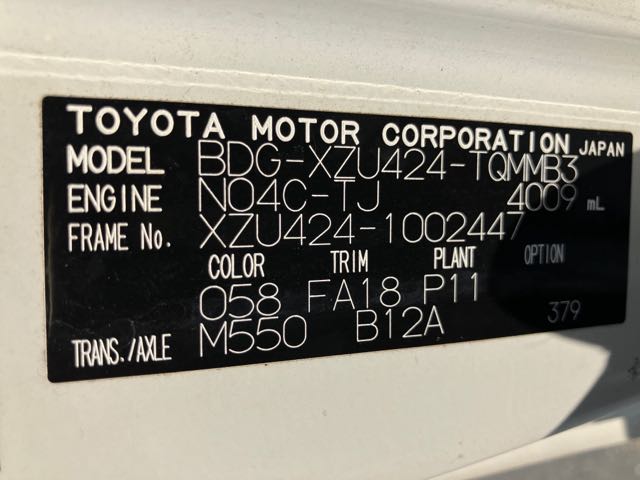 TOYOTA MOTOR CORPORATION JAPAN
MODEL BDG-XZU424-TQMMB3
ENGINE N04C-TJ 4009 mL
FRAME No. XZU424-1002447
COLOR TRIM PLANT OPTION
058 FA18 P11 379
TRANS./AXLE M550 B12A